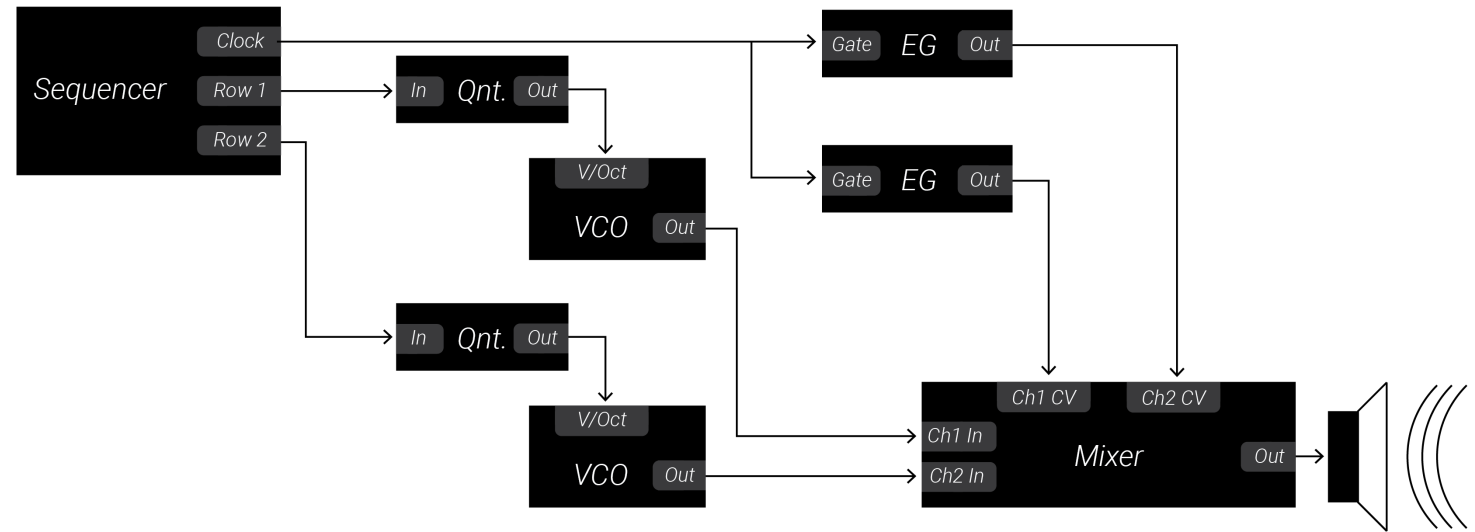 Sequencer
Clock
Row 1
Row 2
In Qnt. Out
V/Oct
VCO
Out
In Qnt. Out
V/Oct
VCO
Out
Gate EG Out
Gate EG Out
Ch1 CV
Ch2 CV
Ch1 In
Ch2 In
Mixer
Out